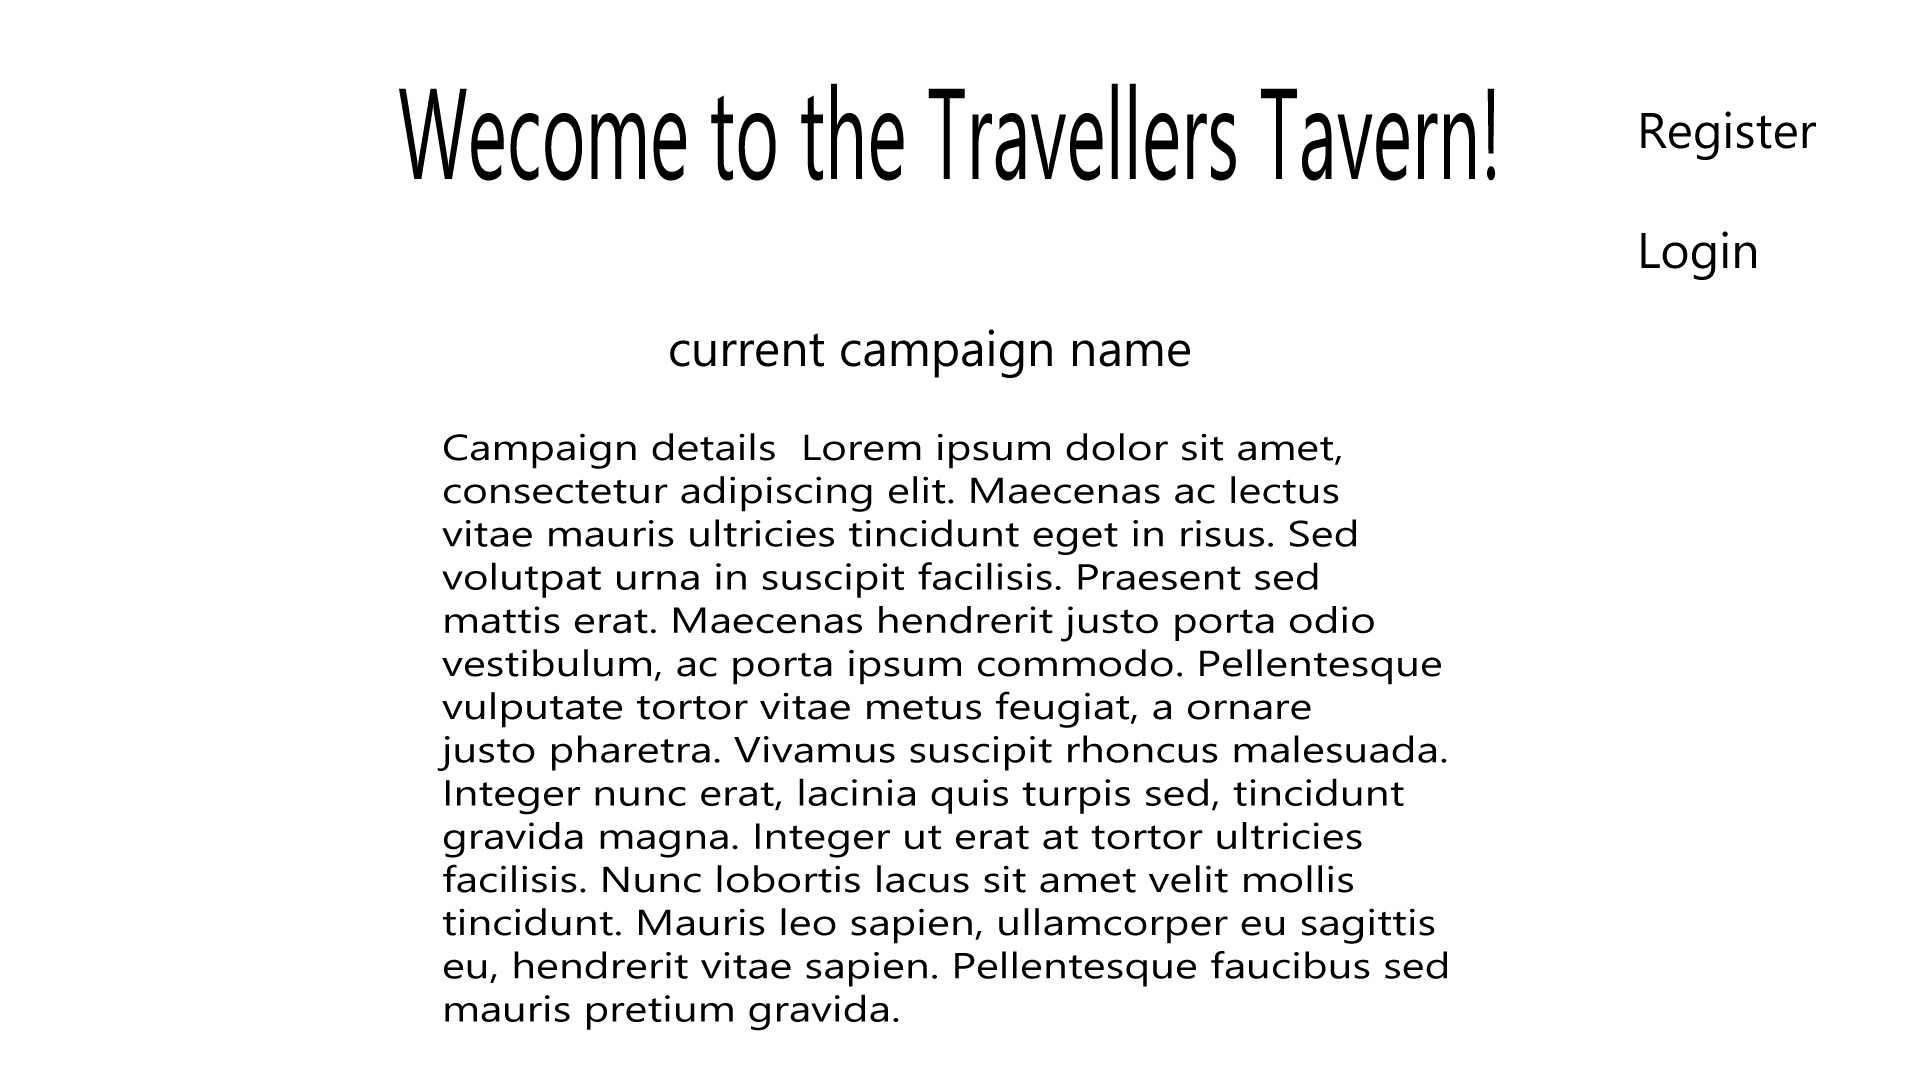 Wecome to the Travellers Tavern!
Register
Login
current campaign name
Campaign details  Lorem ipsum dolor sit amet,
consectetur adipiscing elit. Maecenas ac lectus
vitae mauris ultricies tincidunt eget in risus. Sed
volutpat urna in suscipit facilisis. Praesent sed
mattis erat. Maecenas hendrerit justo porta odio
vestibulum, ac porta ipsum commodo. Pellentesque
vulputate tortor vitae metus feugiat, a ornare
justo pharetra. Vivamus suscipit rhoncus malesuada.
Integer nunc erat, lacinia quis turpis sed, tincidunt
gravida magna. Integer ut erat at tortor ultricies
facilisis. Nunc lobortis lacus sit amet velit mollis
tincidunt. Mauris leo sapien, ullamcorper eu sagittis
eu, hendrerit vitae sapien. Pellentesque faucibus sed
mauris pretium gravida.